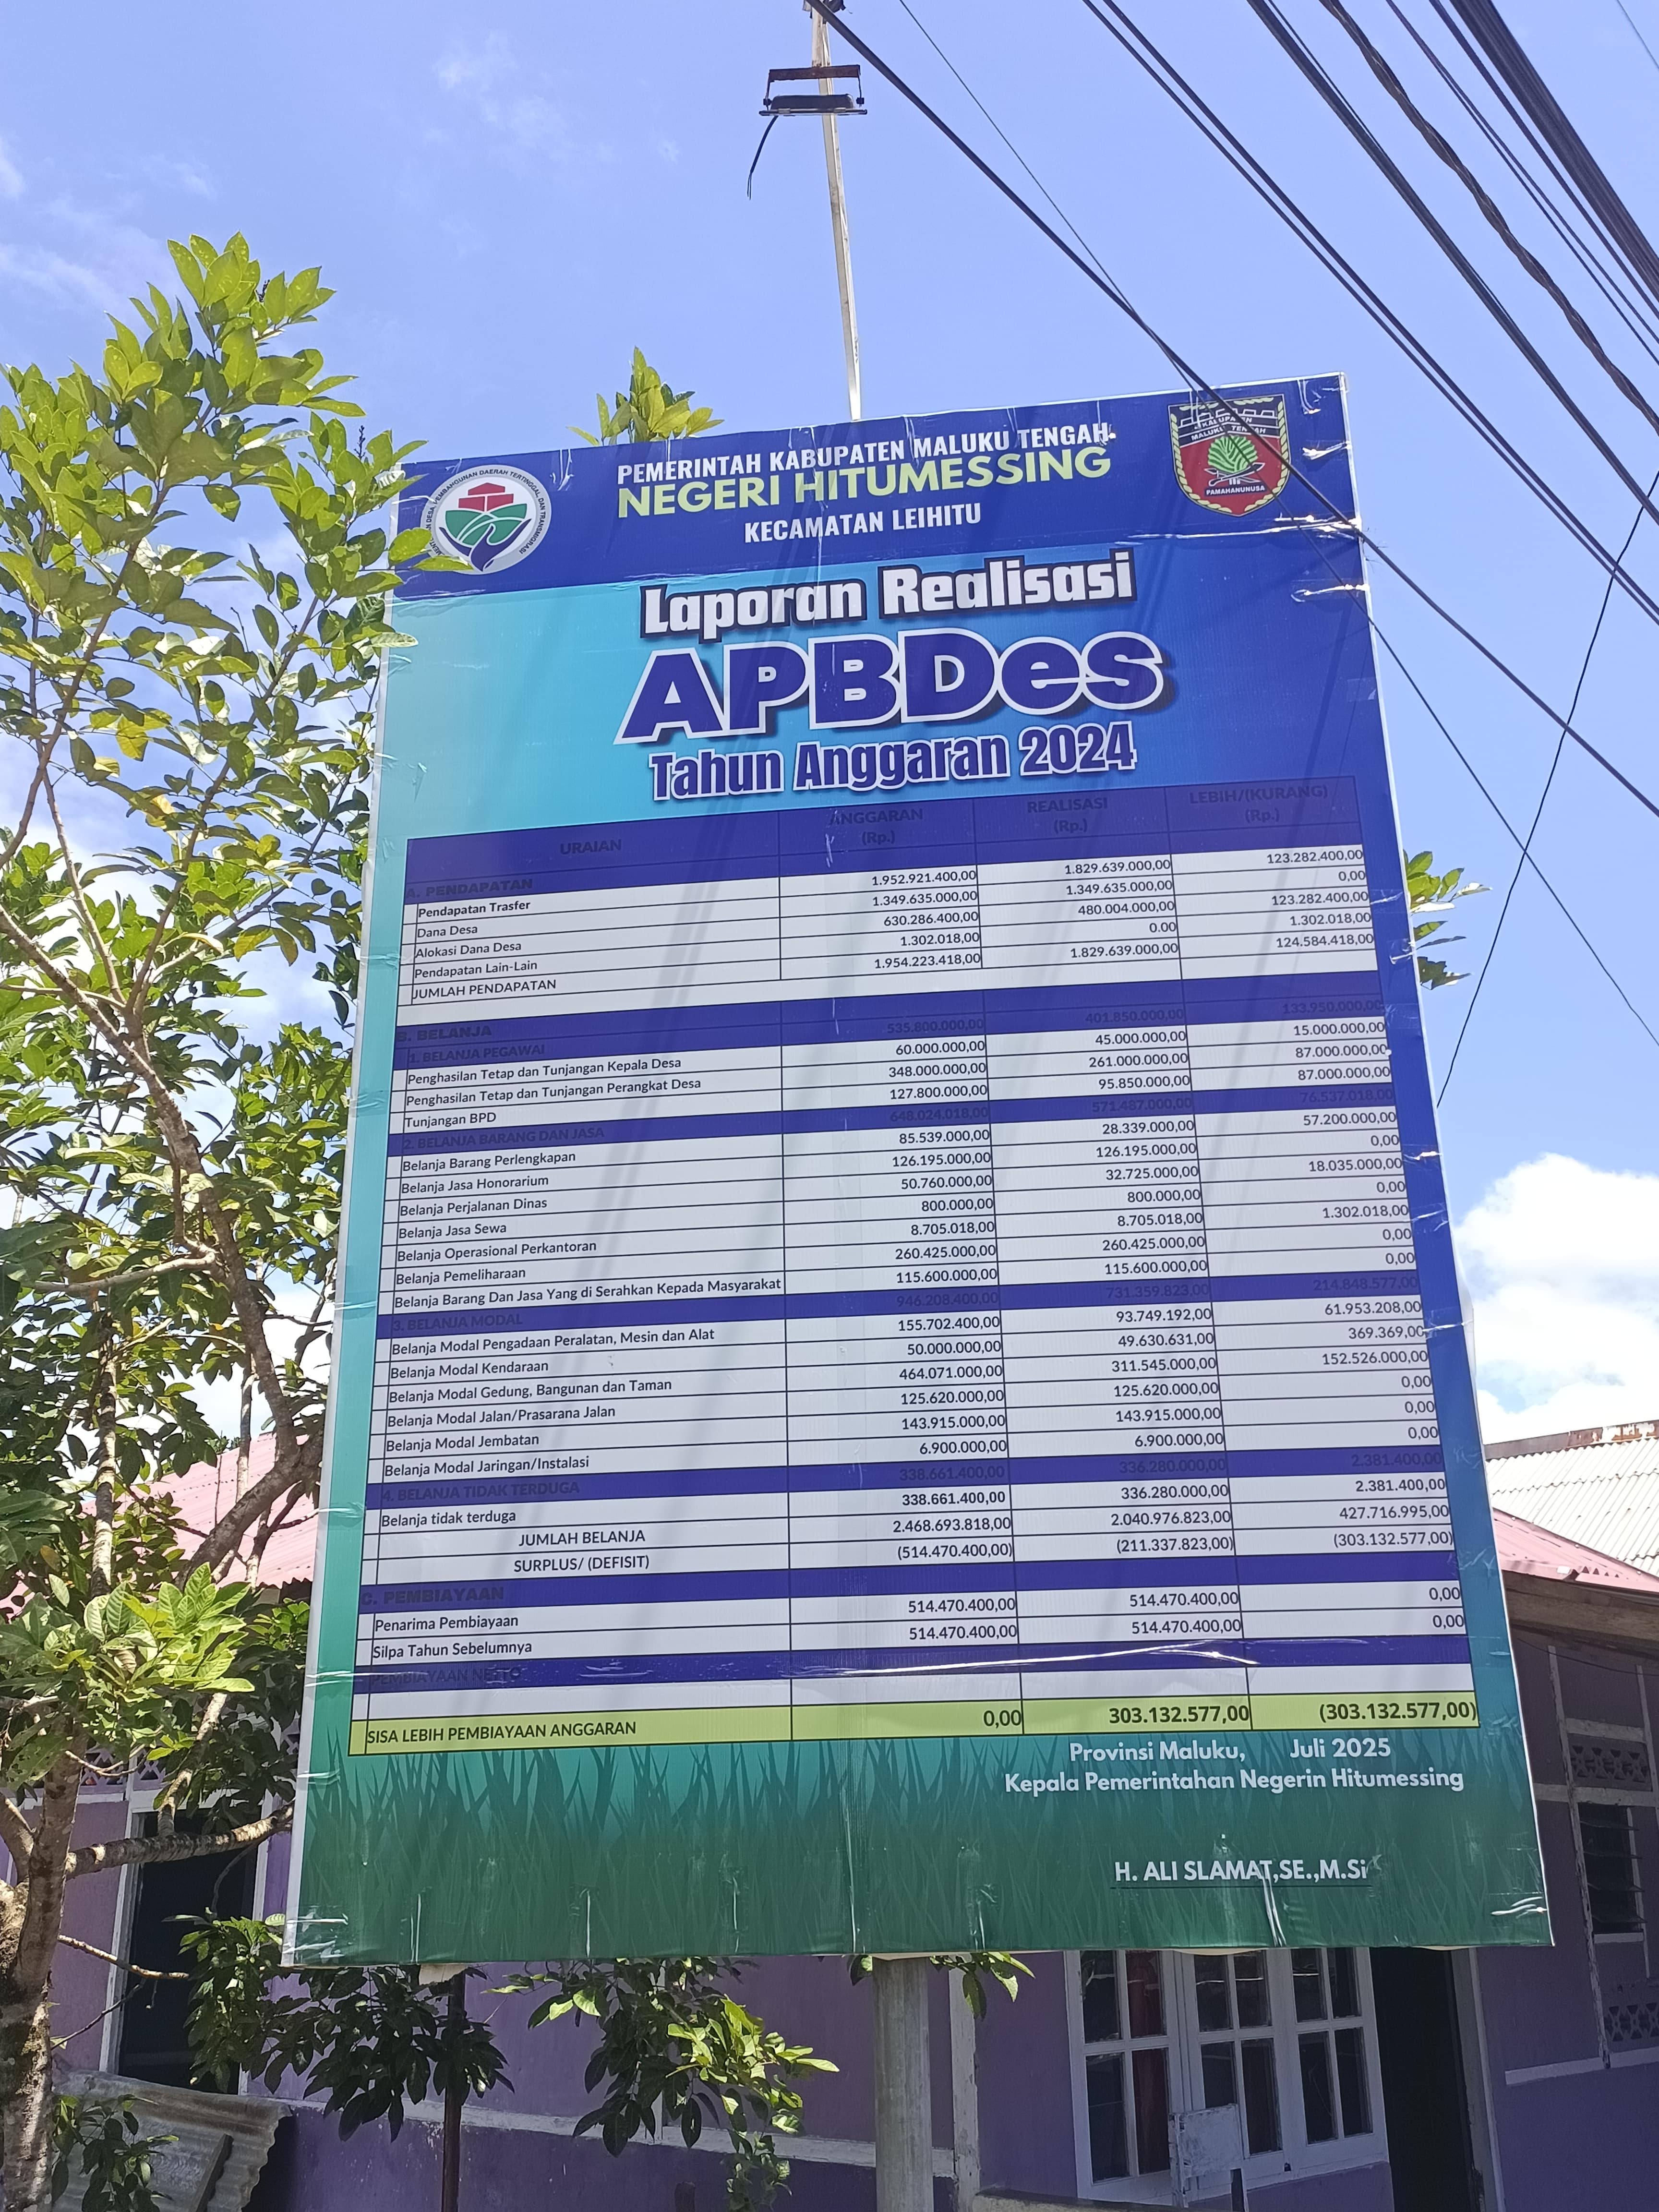 PEMERINTAH KABUPATEN MALUKU TENGAH
NEGERI HITUMESSING
KECAMATAN LEIHITU
DESA PEMBANGUNAN DAERAH TERTINGGAL DAN TRANSMIGRASI
KABUPATEN
MALUKU TENGAH
PAMAHANUNUSA
Laporan Realisasi
APBDes
Tahun Anggaran 2024
URAIAN ANGGARAN (Rp.) REALISASI (Rp.) LEBIH/(KURANG) (Rp.)
A. PENDAPATAN
Pendapatan Trasfer 1.952.921.400,00 1.829.639.000,00 123.282.400,00
Dana Desa 1.349.635.000,00 1.349.635.000,00 0,00
Alokasi Dana Desa 630.286.400,00 480.004.000,00 123.282.400,00
Pendapatan Lain-Lain 1.302.018,00 0.00 1.302.018,00
JUMLAH PENDAPATAN 1.954.223.418,00 1.829.639.000,00 124.584.418,00
B. BELANJA
1. BELANJA PEGAWAI 535.800.000,00 401.850.000,00 133.950.000,00
Penghasilan Tetap dan Tunjangan Kepala Desa 60.000.000,00 45.000.000,00 15.000.000,00
Penghasilan Tetap dan Tunjangan Perangkat Desa 348.000.000,00 261.000.000,00 87.000.000,00
Tunjangan BPD 127.800.000,00 95.850.000,00 87.000.000,00
2. BELANJA BARANG DAN JASA 648.024.018,00 571.487.000,00 76.537.018,00
Belanja Barang Perlengkapan 85.539.000,00 28.339.000,00 57.200.000,00
Belanja Jasa Honorarium 126.195.000,00 126.195.000,00 0,00
Belanja Perjalanan Dinas 50.760.000,00 32.725.000,00 18.035.000,00
Belanja Jasa Sewa 800.000,00 800.000,00 0,00
Belanja Operasional Perkantoran 8.705.018,00 8.705.018,00 1.302.018,00
Belanja Pemeliharaan 260.425.000,00 260.425.000,00 0,00
Belanja Barang Dan Jasa Yang di Serahkan Kepada Masyarakat 115.600.000,00 115.600.000,00 0,00
3. BELANJA MODAL 946.208.400,00 731.359.823,00 214.848.577,00
Belanja Modal Pengadaan Peralatan, Mesin dan Alat 155.702.400,00 93.749.192,00 61.953.208,00
Belanja Modal Kendaraan 50.000.000,00 49.630.631,00 369.369,00
Belanja Modal Gedung, Bangunan dan Taman 464.071.000,00 311.545.000,00 152.526.000,00
Belanja Modal Jalan/Prasarana Jalan 125.620.000,00 125.620.000,00 0,00
Belanja Modal Jembatan 143.915.000,00 143.915.000,00 0,00
Belanja Modal Jaringan/Instalasi 6.900.000,00 6.900.000,00 0,00
4. BELANJA TIDAK TERDUGA 338.661.400,00 336.280.000,00 2.381.400,00
Belanja tidak terduga 338.661.400,00 336.280.000,00 2.381.400,00
JUMLAH BELANJA 2.468.693.818,00 2.040.976.823,00 427.716.995,00
SURPLUS/ (DEFISIT) (514.470.400,00) (211.337.823,00) (303.132.577,00)
C. PEMBIAYAAN
Penarima Pembiayaan 514.470.400,00 514.470.400,00 0,00
Silpa Tahun Sebelumnya 514.470.400,00 514.470.400,00 0,00
PEMBIAYAAN NETTO
SISA LEBIH PEMBIAYAAN ANGGARAN 0,00 303.132.577,00 (303.132.577,00)
Provinsi Maluku, Juli 2025
Kepala Pemerintahan Negerin Hitumessing
H. ALI SLAMAT,SE.,M.Si